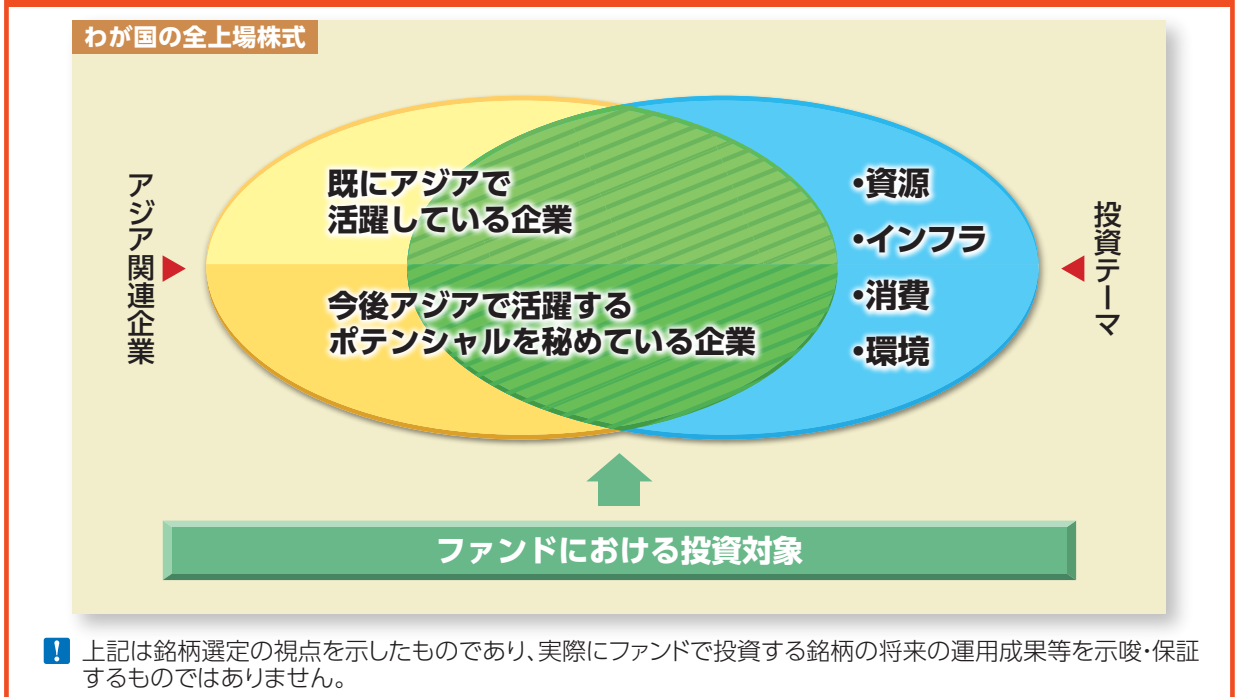 わが国の全上場株式
アジア関連企業
既にアジアで
活躍している企業
今後アジアで活躍する
ポテンシャルを秘めている企業
・資源
・インフラ
・消費
・環境
投資テーマ
ファンドにおける投資対象
! 上記は銘柄選定の視点を示したものであり、実際にファンドで投資する銘柄の将来の運用成果等を示唆・保証
するものではありません。